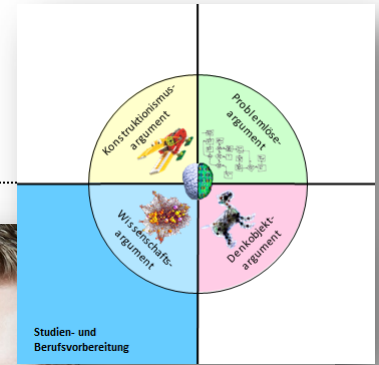 Konstruktionismus-
argument
Problemlöse-
argument
Wissenschafts-
argument
Denkobjekt-
argument
Studien- und
Berufsvorbereitung